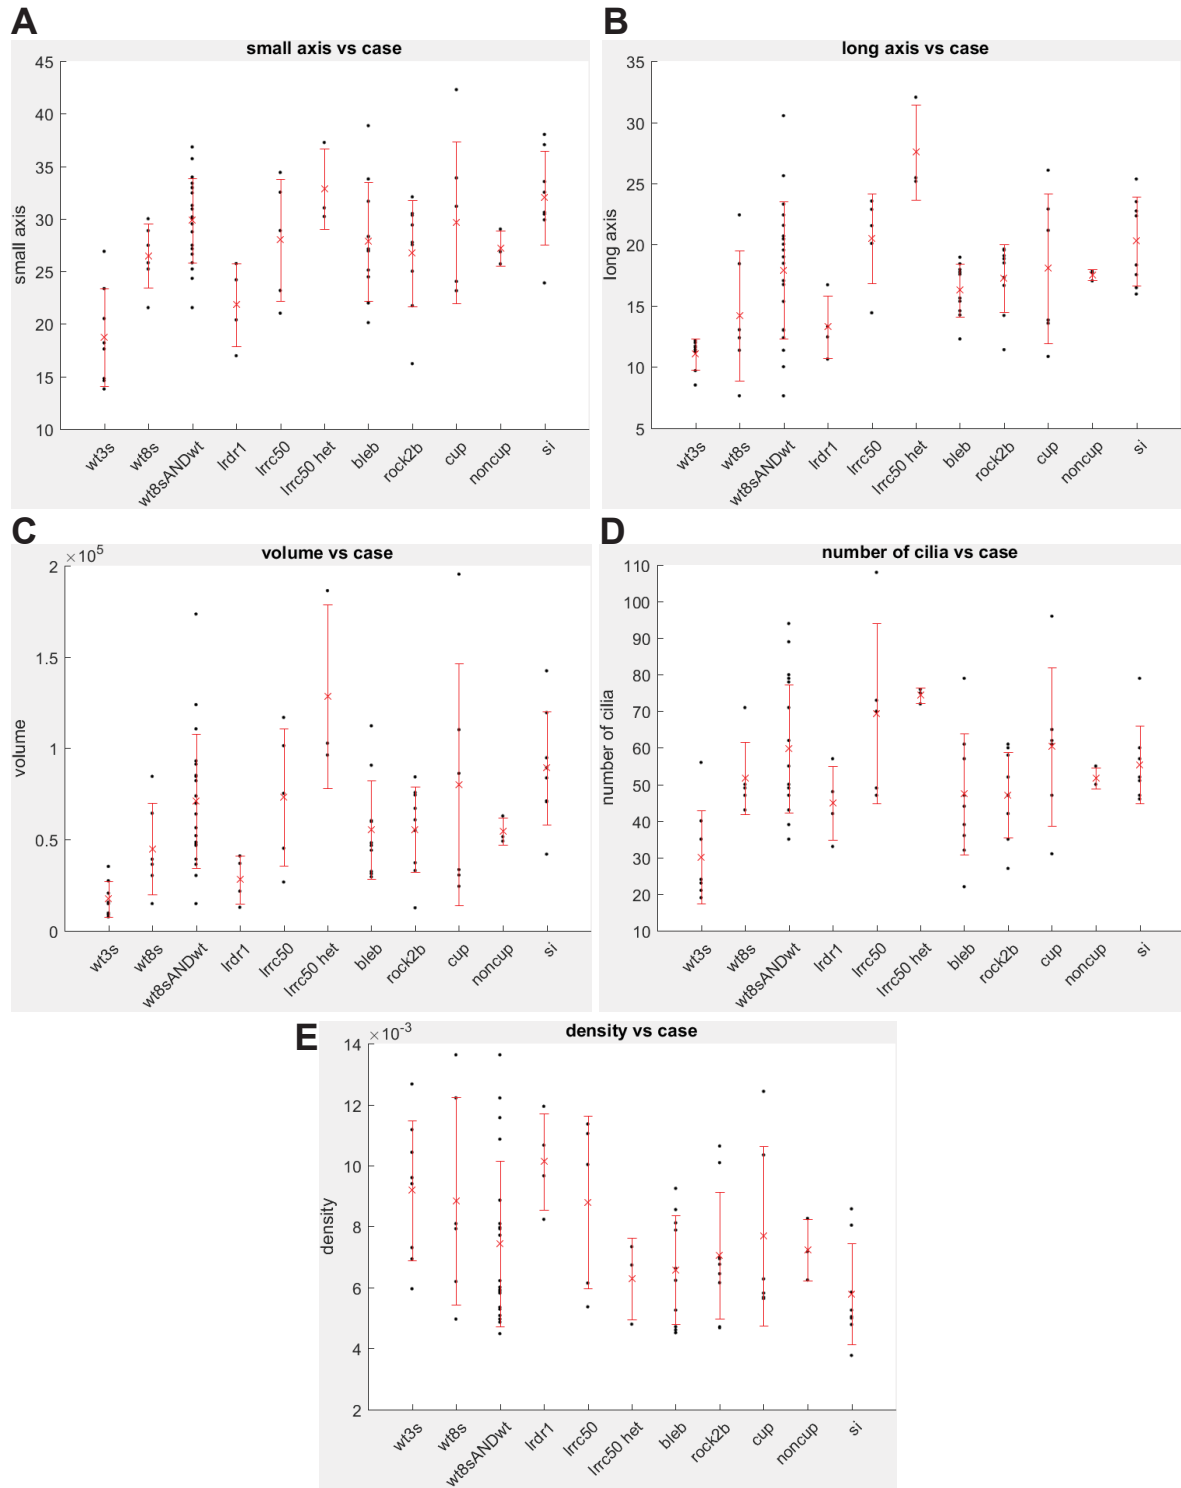 A
small axis vs case
45
40
35
30
25
20
15
10
small axis
wt3s
wt8s
wt8sANDwt
lrdr1
lrrc50
lrrc50 het
bleb
rock2b
cup
noncup
si
B
long axis vs case
35
30
25
20
15
10
5
long axis
wt3s
wt8s
wt8sANDwt
lrdr1
lrrc50
lrrc50 het
bleb
rock2b
cup
noncup
si
C
volume vs case
×10^5
2
1.5
1
0.5
0
volume
wt3s
wt8s
wt8sANDwt
lrdr1
lrrc50
lrrc50 het
bleb
rock2b
cup
noncup
si
D
number of cilia vs case
110
100
90
80
70
60
50
40
30
20
10
number of cilia
wt3s
wt8s
wt8sANDwt
lrdr1
lrrc50
lrrc50 het
bleb
rock2b
cup
noncup
si
E
density vs case
×10^-3
14
12
10
8
6
4
2
density
wt3s
wt8s
wt8sANDwt
lrdr1
lrrc50
lrrc50 het
bleb
rock2b
cup
noncup
si